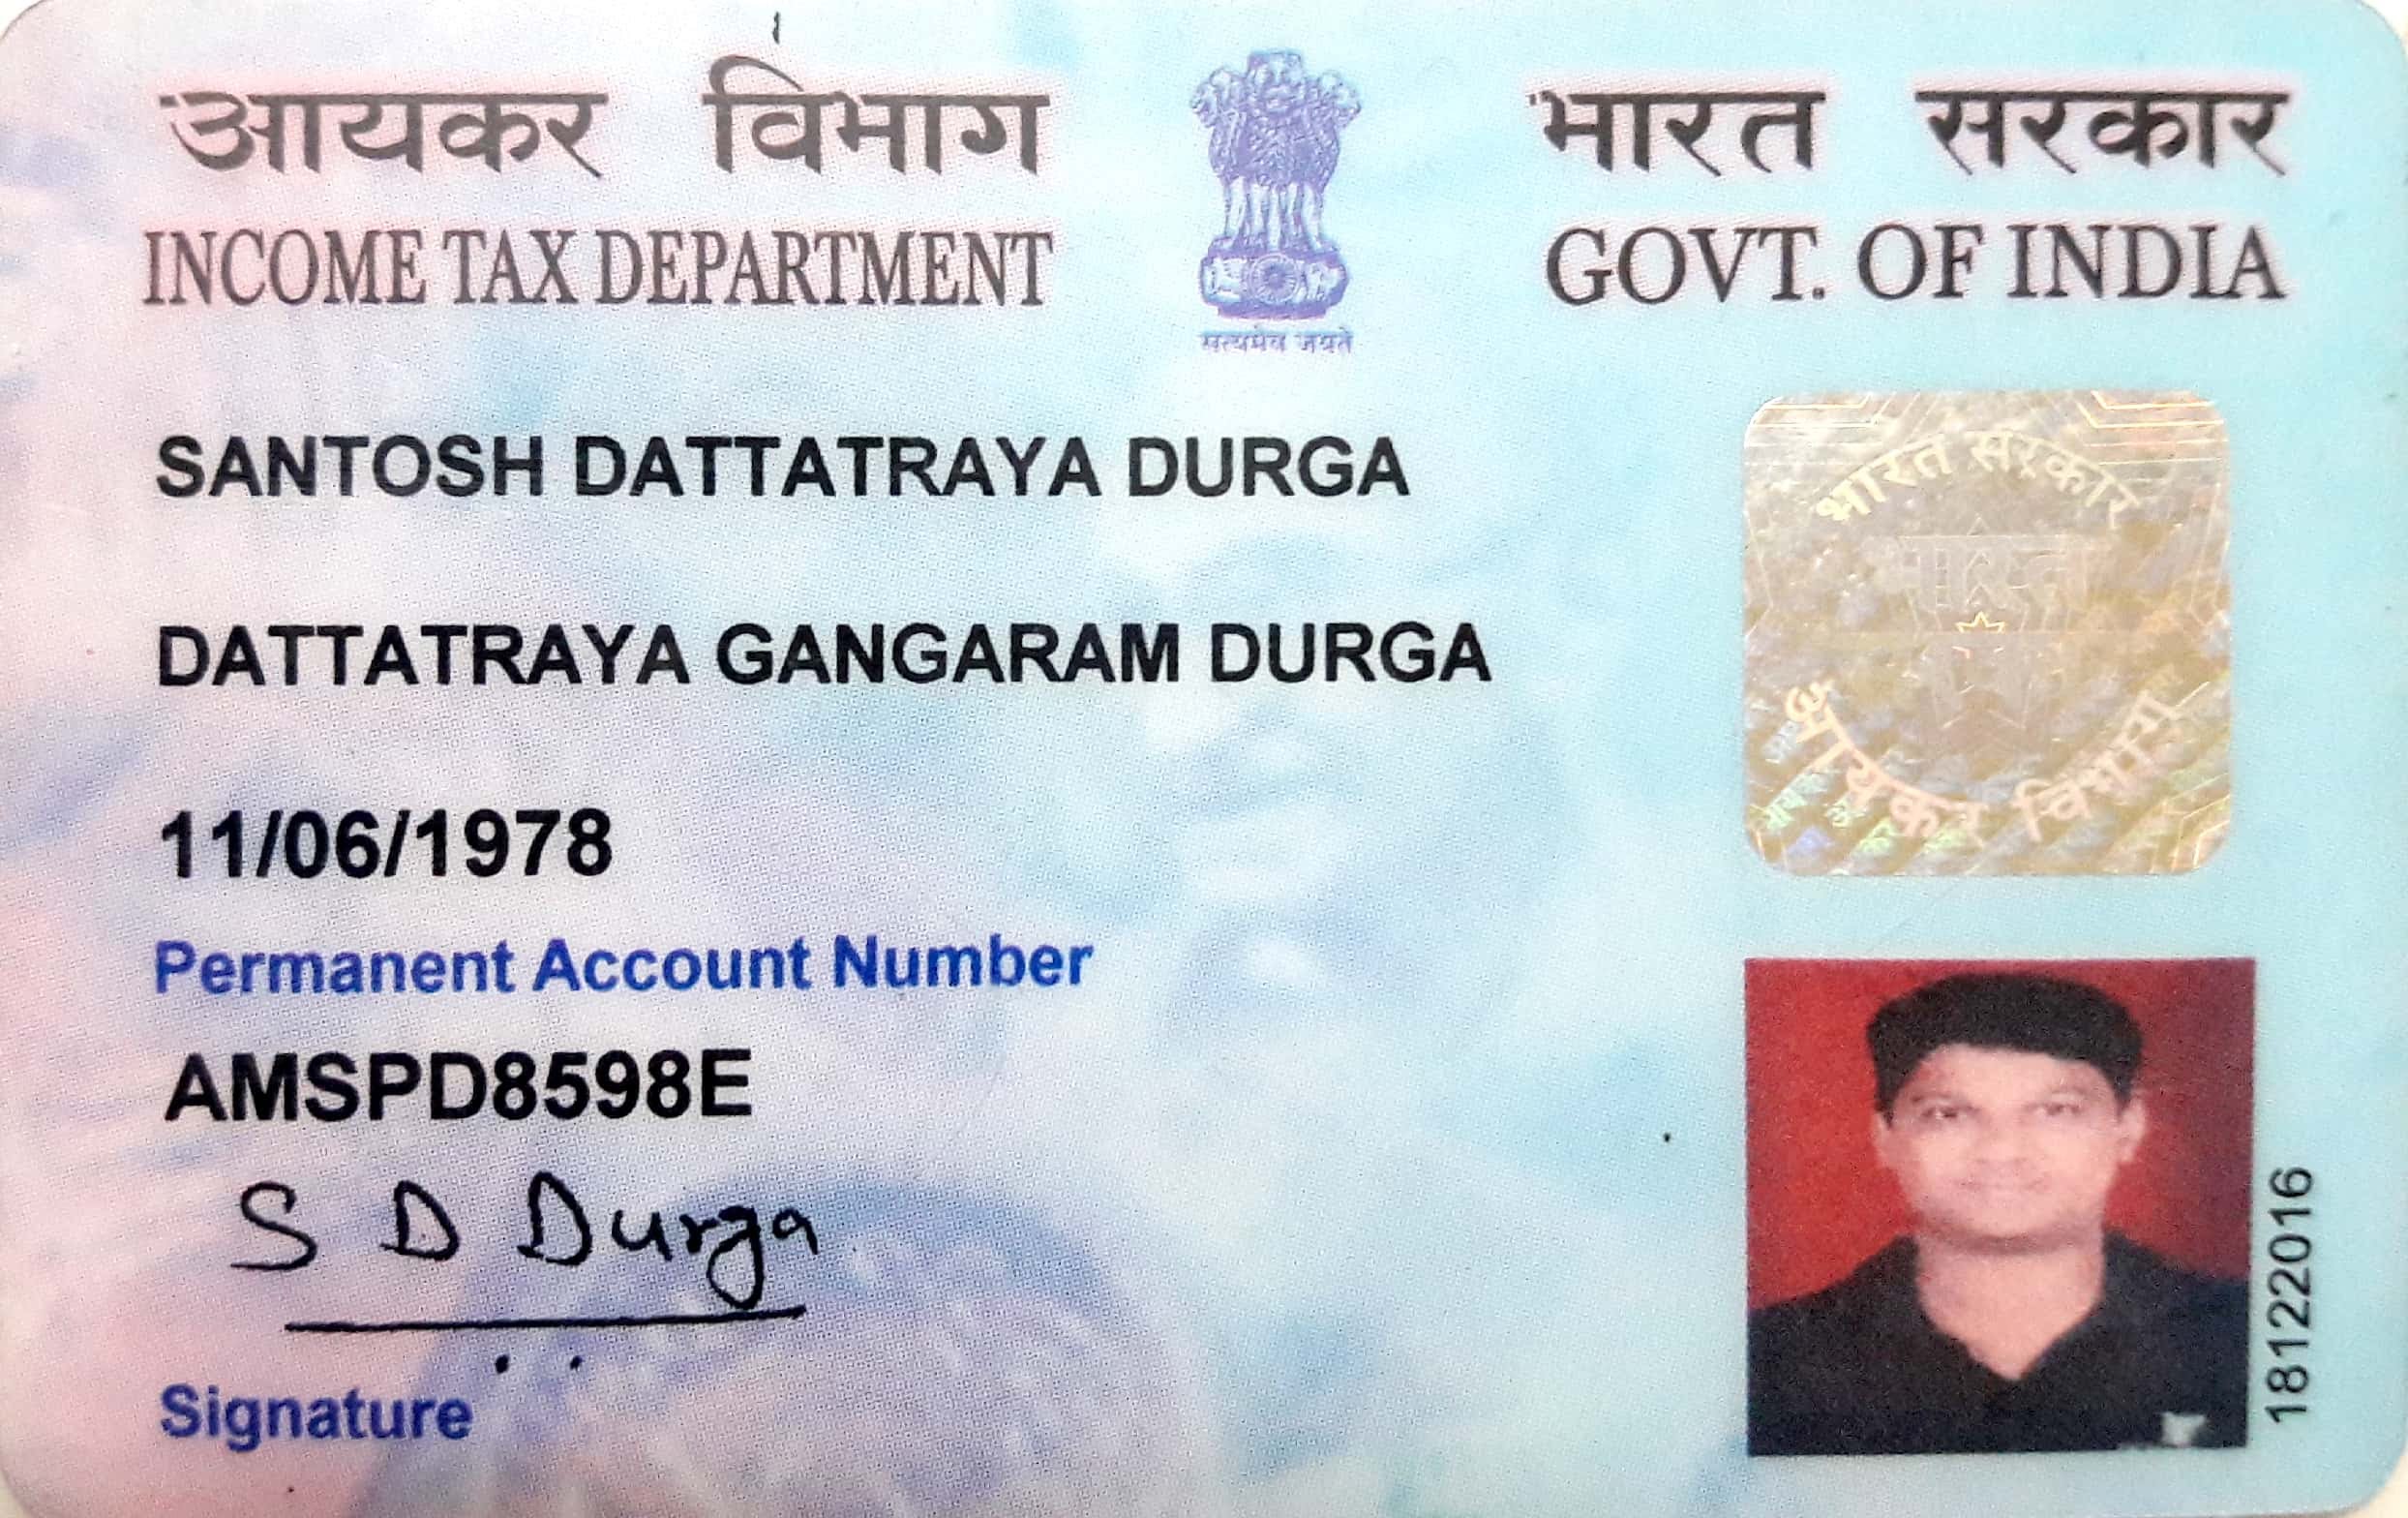 आयकर विभाग
INCOME TAX DEPARTMENT
सत्यमेव जयते
भारत सरकार
GOVT. OF INDIA
SANTOSH DATTATRAYA DURGA
DATTATRAYA GANGARAM DURGA
11/06/1978
Permanent Account Number
AMSPD8598E
S D Durga
Signature
भारत सरकार
भारत
आयकर विभाग
18122016